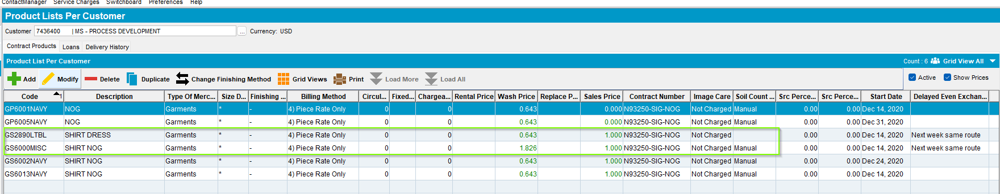 ContactManager Service Charges Switchboard Preferences Help
Product Lists Per Customer
Customer 7436400 | MS - PROCESS DEVELOPMENT ... Currency: USD
Contract Products Loans Delivery History
Product List Per Customer Count : 6 Grid View All
Add Modify Delete Duplicate Change Finishing Method Grid Views Print Load More Load All Active Show Prices
Code 1 Description Type Of Merc... Size D... Finishing ... Billing Method Circul... Fixed... Chargea... Rental Price Wash Price Replace P... Sales Price Contract Number Image Care Soil Count ... Src Perce... Src Perce... Start Date Delayed Even Exchan...
GP6001NAVY NOG Garments * - 4) Piece Rate Only 0 0 0.643 0.000 N93250-SIG-NOG Not Charged Manual 0.00 0.00 Dec 14, 2020
GP6005NAVY NOG Garments * - 4) Piece Rate Only 0 0 0.643 0.000 N93250-SIG-NOG Not Charged Manual 0.00 0.00 Dec 31, 2020
GS2890LTBL SHIRT DRESS Garments * - 4) Piece Rate Only 0 0 0.643 1.000 N93250-SIG-NOG Not Charged 0.00 0.00 Dec 14, 2020 Next week same route
GS6000MISC SHIRT NOG Garments * - 4) Piece Rate Only 0 0 1.826 1.000 N93250-SIG-NOG Not Charged Manual 0.00 0.00 Dec 14, 2020 Next week same route
GS6002NAVY SHIRT NOG Garments * - 4) Piece Rate Only 0 0 0.643 1.000 N93250-SIG-NOG Not Charged Manual 0.00 0.00 Dec 24, 2020
GS6013NAVY SHIRT NOG Garments * - 4) Piece Rate Only 0 0 0.643 1.000 N93250-SIG-NOG Not Charged Manual 0.00 0.00 Dec 14, 2020